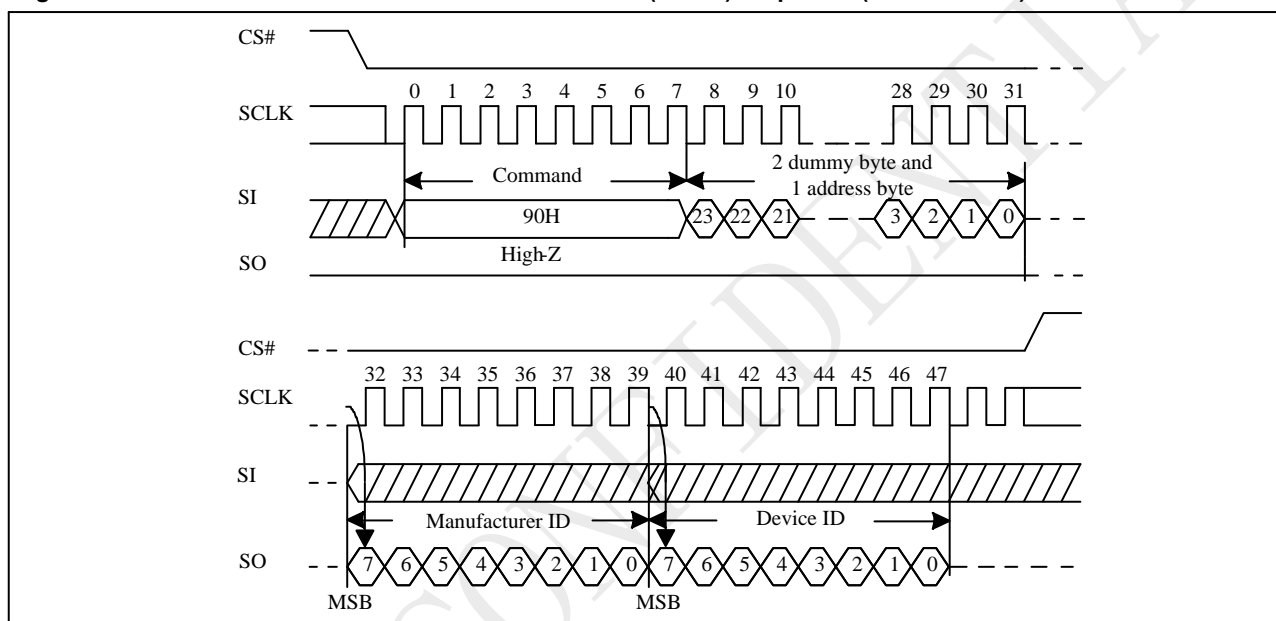 CS#
0 1 2 3 4 5 6 7 8 9 10 28 29 30 31
SCLK
Command
2 dummy byte and
1 address byte
SI
90H
23 22 21 3 2 1 0
High-Z
SO
CS#
32 33 34 35 36 37 38 39 40 41 42 43 44 45 46 47
SCLK
SI
Manufacturer ID
Device ID
SO
7 6 5 4 3 2 1 0 7 6 5 4 3 2 1 0
MSB MSB